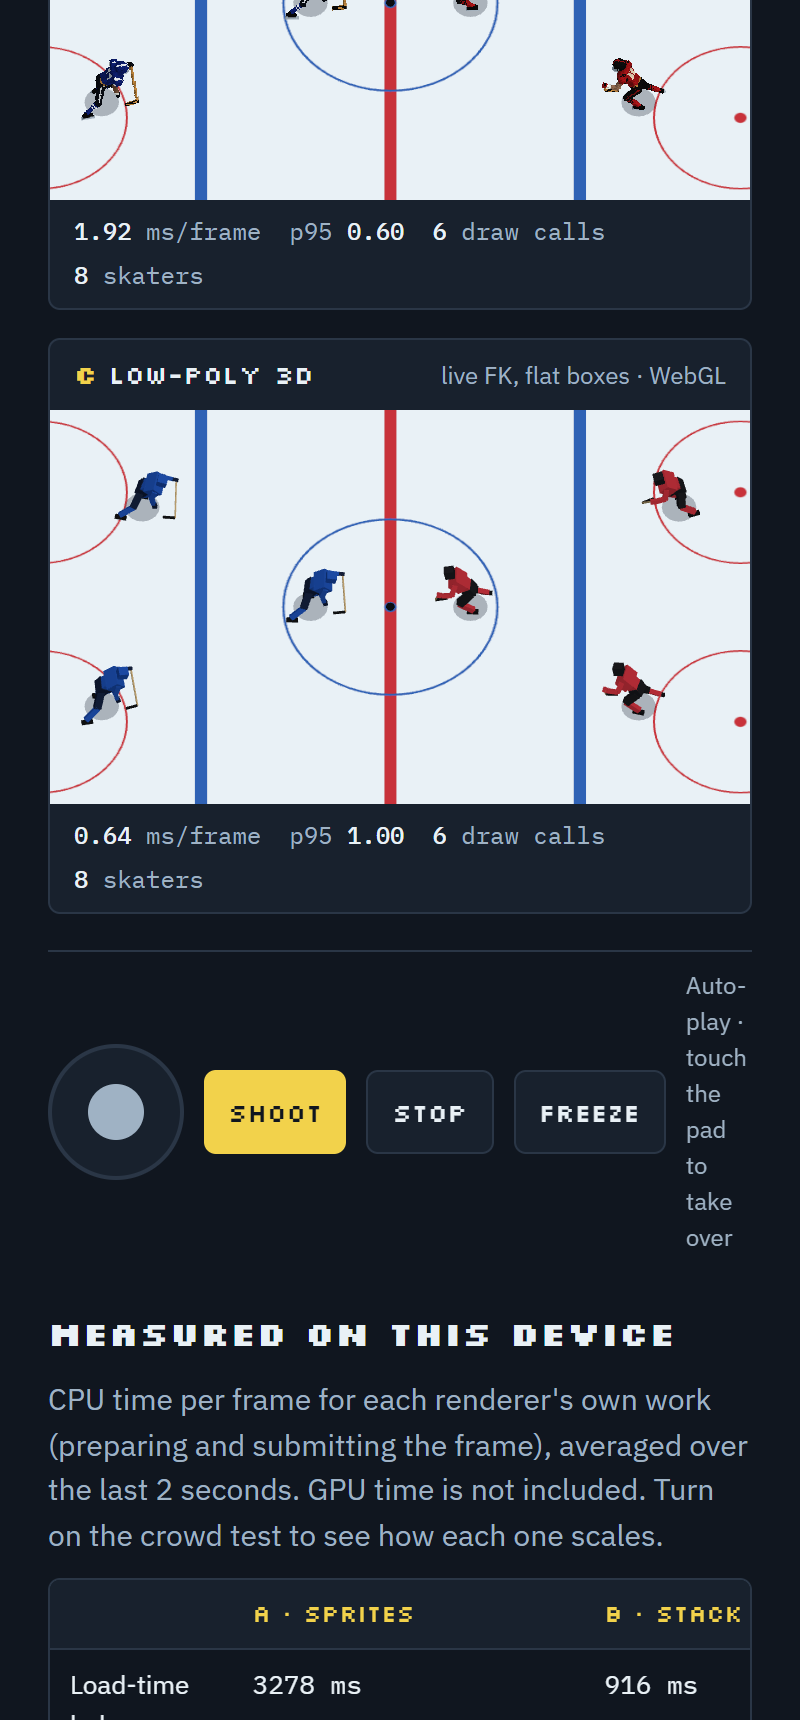 1.92 ms/frame p95 0.60 6 draw calls
8 skaters
C LOW-POLY 3D live FK, flat boxes · WebGL
0.64 ms/frame p95 1.00 6 draw calls
8 skaters
SHOOT STOP FREEZE
Auto-
play ·
touch
the
pad
to
take
over
MEASURED ON THIS DEVICE
CPU time per frame for each renderer's own work
(preparing and submitting the frame), averaged over
the last 2 seconds. GPU time is not included. Turn
on the crowd test to see how each one scales.
A · SPRITES B · STACK
Load-time 3278 ms 916 ms